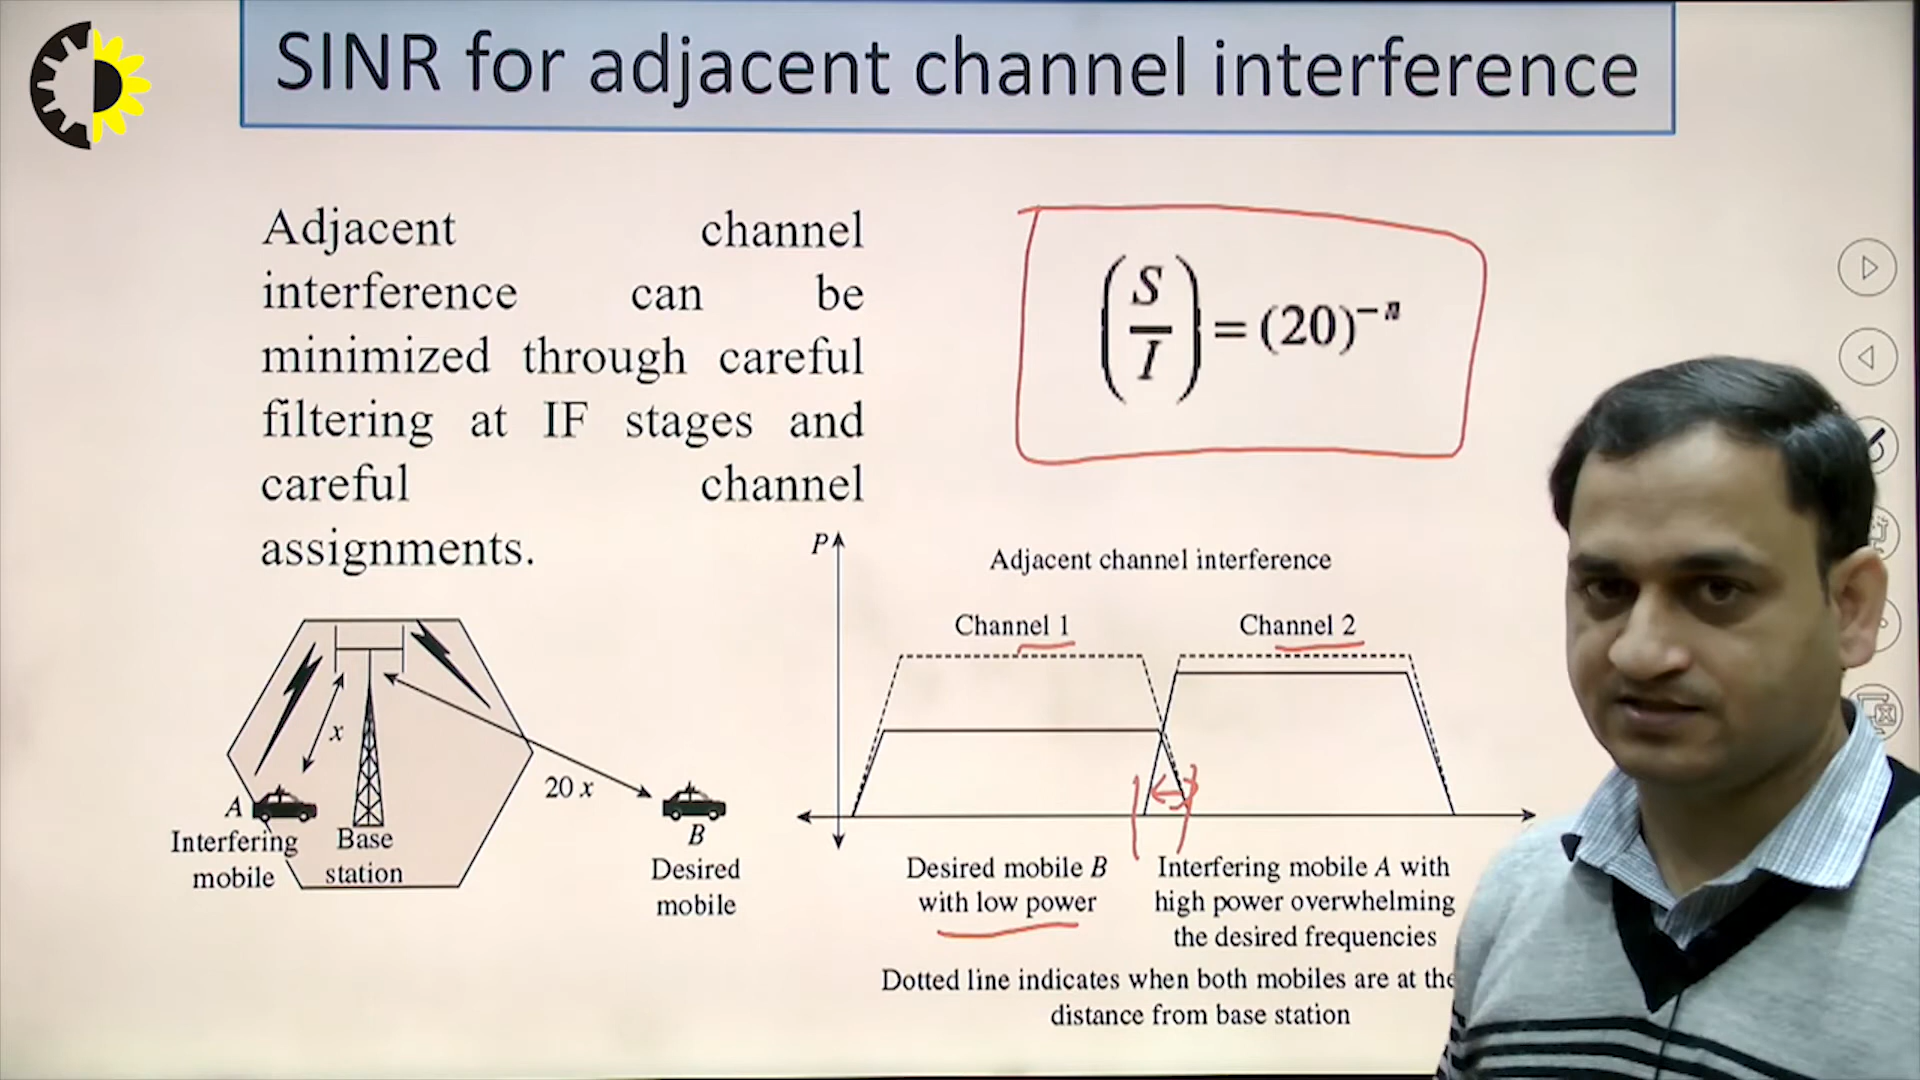 SINR for adjacent channel interference
Adjacent channel
interference can be
minimized through careful
filtering at IF stages and
careful channel
assignments.
(S/I) = (20)^-n
P
Adjacent channel interference
Channel 1
Channel 2
x
20 x
A
Interfering
mobile
Base
station
B
Desired
mobile
Desired mobile B
with low power
Interfering mobile A with
high power overwhelming
the desired frequencies
Dotted line indicates when both mobiles are at the
distance from base station